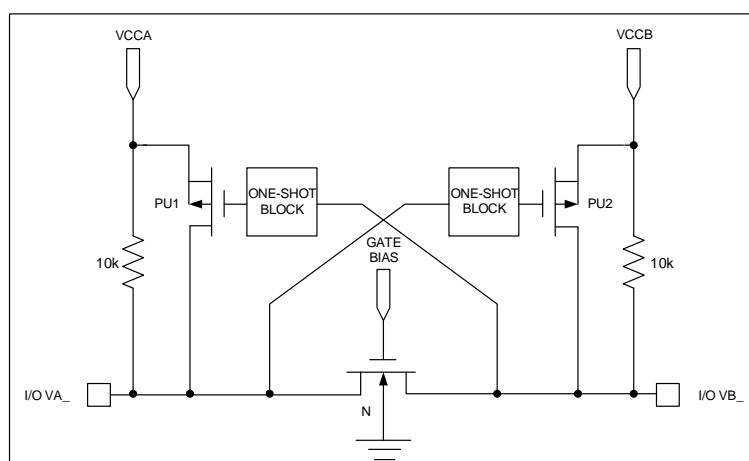 VCCA
VCCB
ONE-SHOT
BLOCK
ONE-SHOT
BLOCK
PU1
PU2
GATE
BIAS
10k
10k
I/O VA_
N
I/O VB_